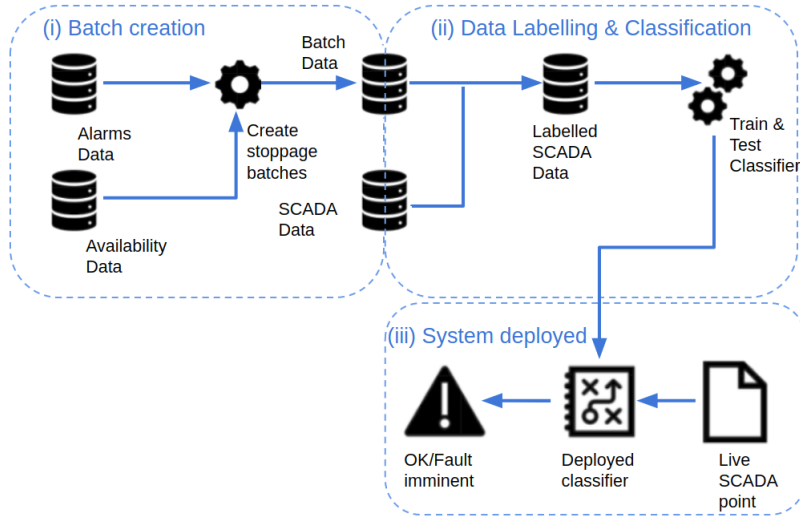 (i) Batch creation
(ii) Data Labelling & Classification
Batch
Data
Alarms
Data
Create
stoppage
batches
Labelled
SCADA
Data
Train &
Test
Classifier
SCADA
Data
Availability
Data
(iii) System deployed
OK/Fault
imminent
Deployed
classifier
Live
SCADA
point